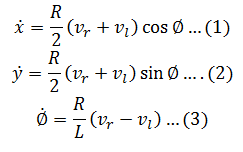 ẋ = R/2 (v_r + v_l) cos Ø … (1)
ẏ = R/2 (v_r + v_l) sin Ø … . (2)
Ø̇ = R/L (v_r − v_l) … (3)